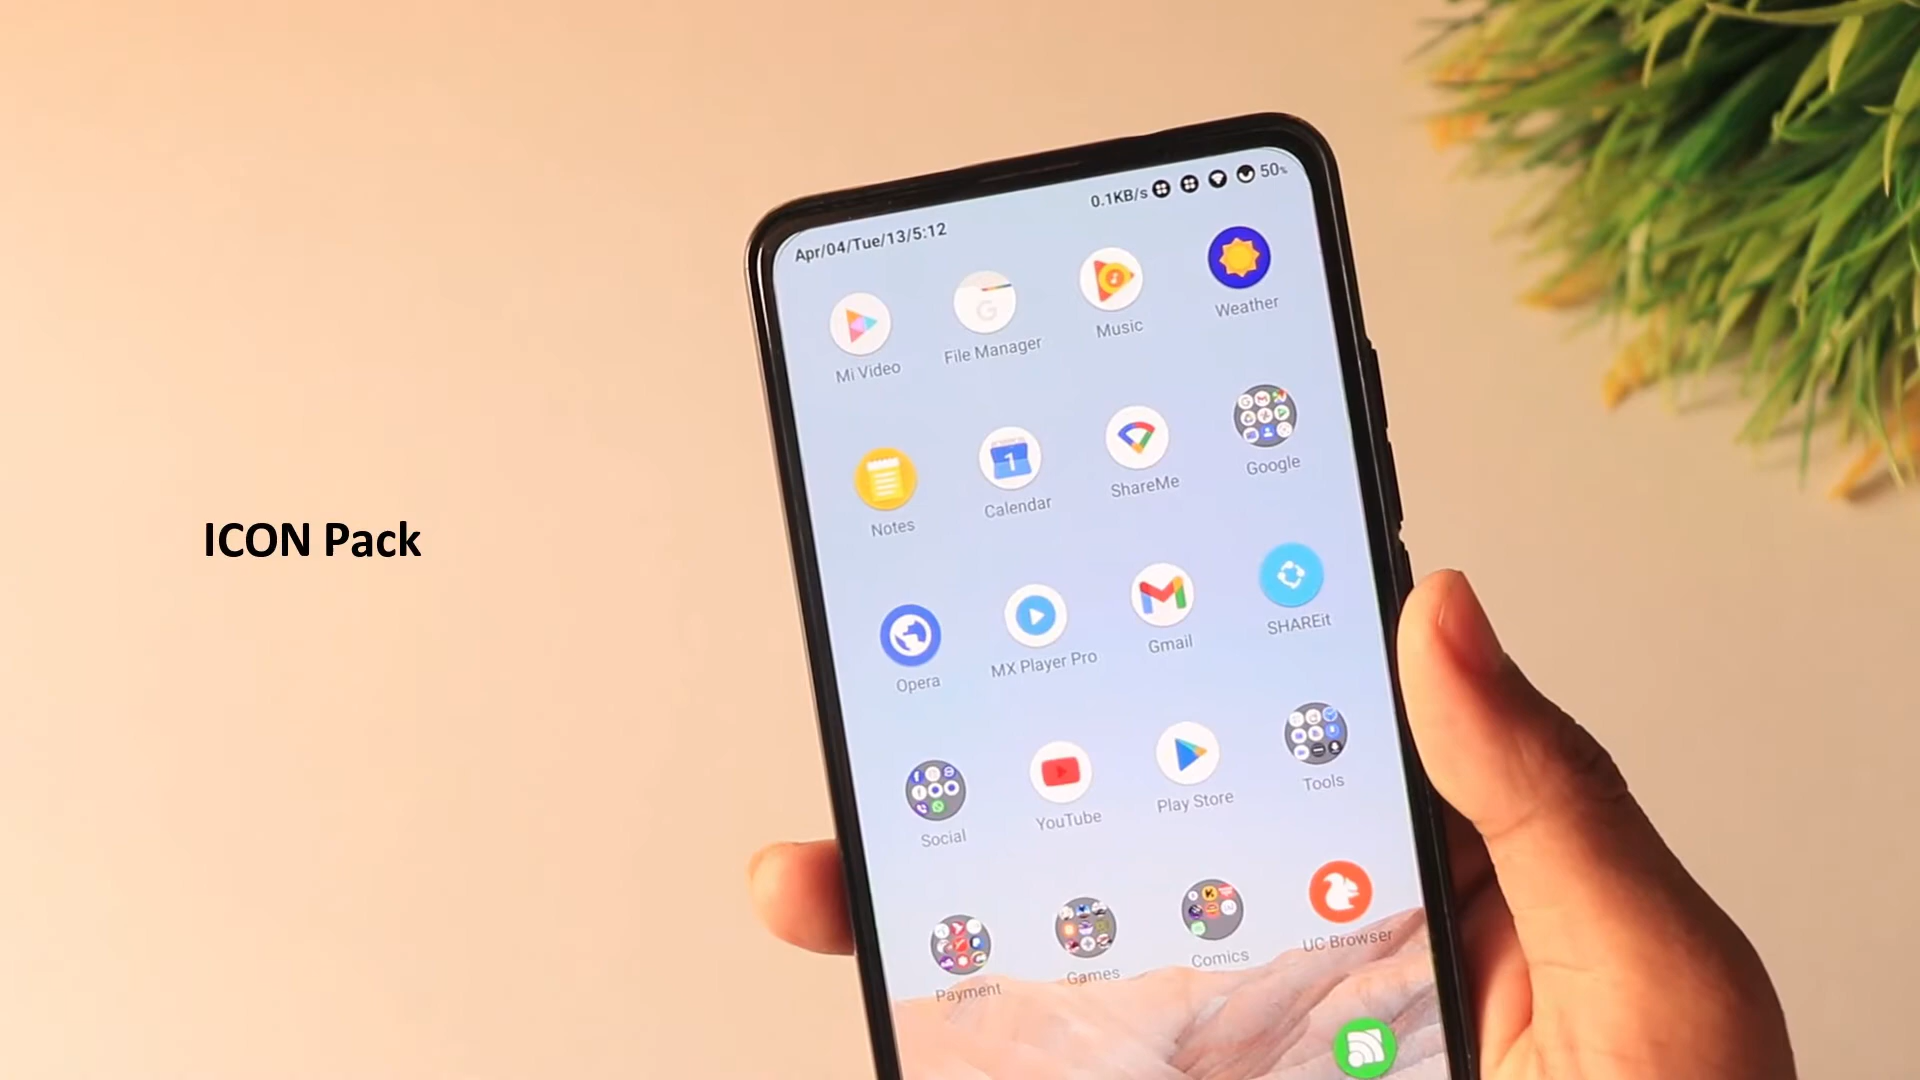 ICON Pack
Apr/04/Tue/13/5:12
0.1KB/s 50%
Mi Video
File Manager
Music
Weather
Notes
Calendar
ShareMe
Google
Opera
MX Player Pro
Gmail
SHAREit
Social
YouTube
Play Store
Tools
Payment
Games
Comics
UC Browser